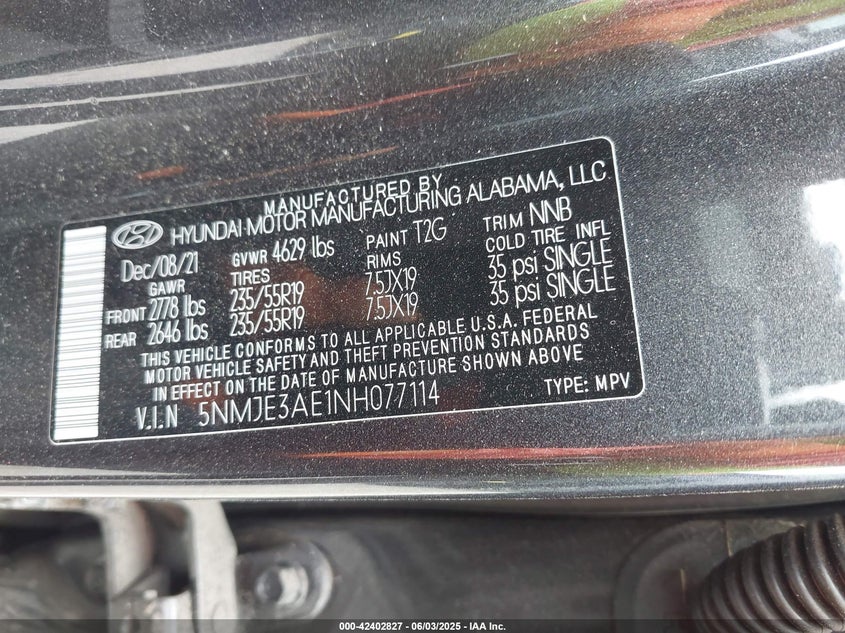 MANUFACTURED BY
HYUNDAI MOTOR MANUFACTURING ALABAMA, LLC
Dec/08/21 GVWR 4629 lbs PAINT T2G TRIM NNB
GAWR TIRES RIMS COLD TIRE INFL
FRONT 2778 lbs 235/55R19 7.5JX19 35 psi SINGLE
REAR 2646 lbs 235/55R19 7.5JX19 35 psi SINGLE
THIS VEHICLE CONFORMS TO ALL APPLICABLE U.S.A. FEDERAL
MOTOR VEHICLE SAFETY AND THEFT PREVENTION STANDARDS
IN EFFECT ON THE DATE OF MANUFACTURE SHOWN ABOVE
V.I.N 5NMJE3AE1NH077114 TYPE: MPV
000-42402827 - 06/03/2025 - IAA Inc.